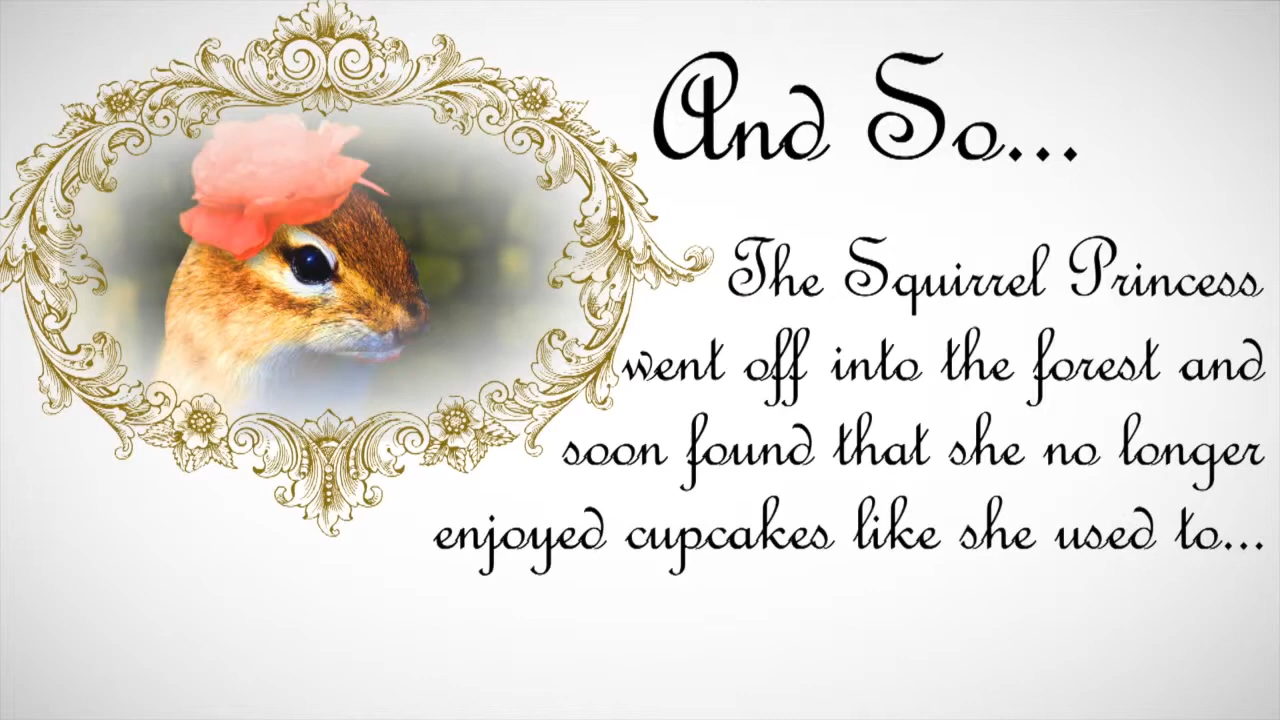 And So...
The Squirrel Princess
went off into the forest and
soon found that she no longer
enjoyed cupcakes like she used to...